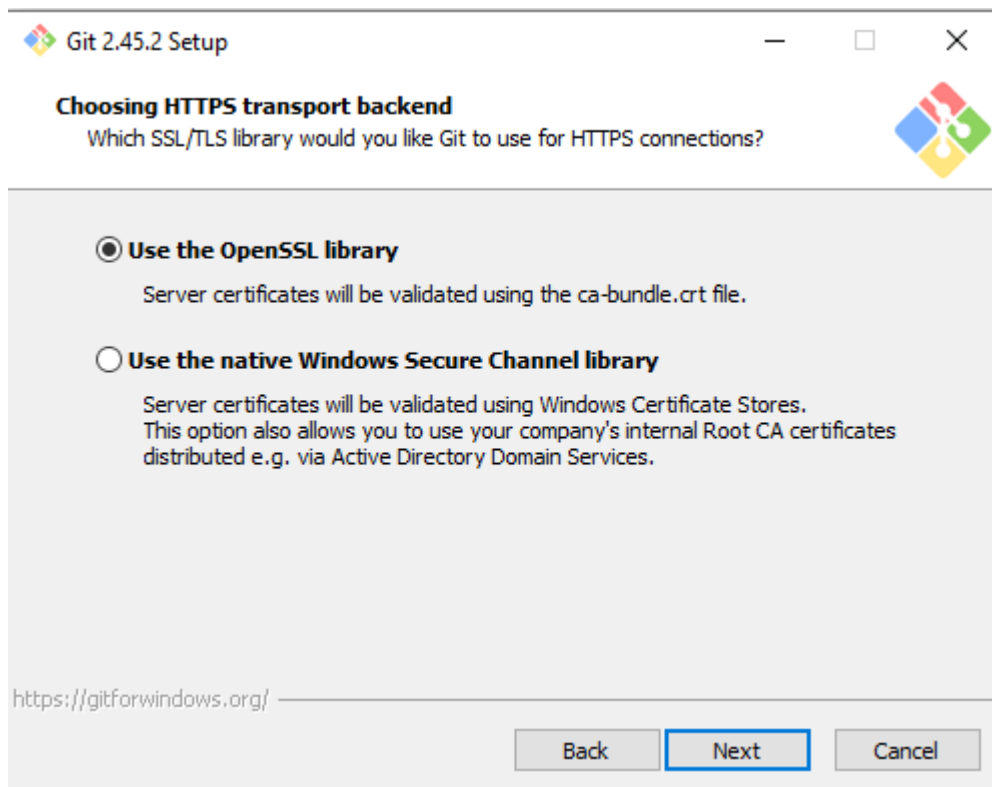 Git 2.45.2 Setup
Choosing HTTPS transport backend
Which SSL/TLS library would you like Git to use for HTTPS connections?
Use the OpenSSL library
Server certificates will be validated using the ca-bundle.crt file.
Use the native Windows Secure Channel library
Server certificates will be validated using Windows Certificate Stores.
This option also allows you to use your company's internal Root CA certificates
distributed e.g. via Active Directory Domain Services.
https://gitforwindows.org/
Back Next Cancel